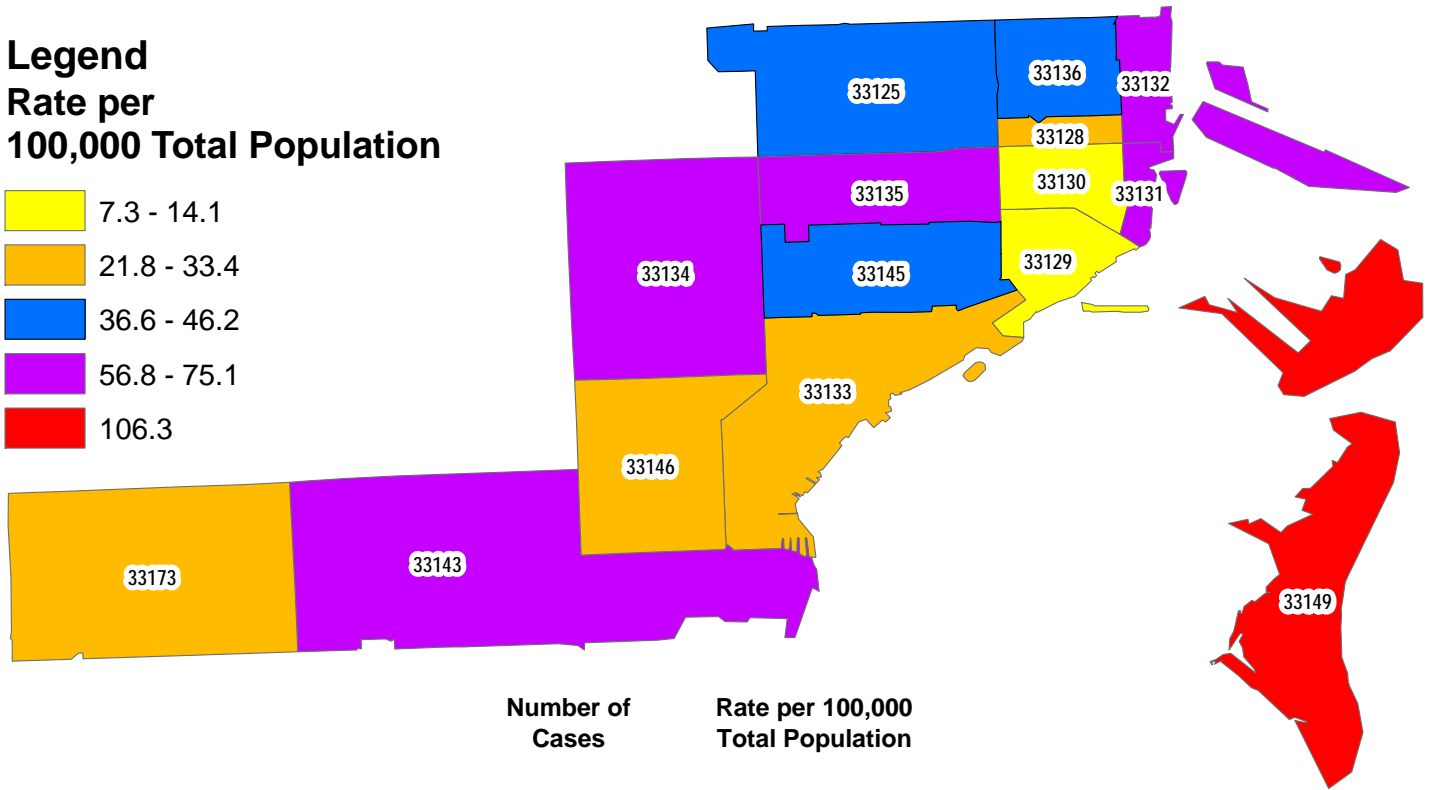 Legend
Rate per
100,000 Total Population
7.3 - 14.1
21.8 - 33.4
36.6 - 46.2
56.8 - 75.1
106.3
33125
33136
33132
33128
33135
33130
33131
33134
33145
33129
33133
33146
33173
33143
33149
Number of
Cases
Rate per 100,000
Total Population